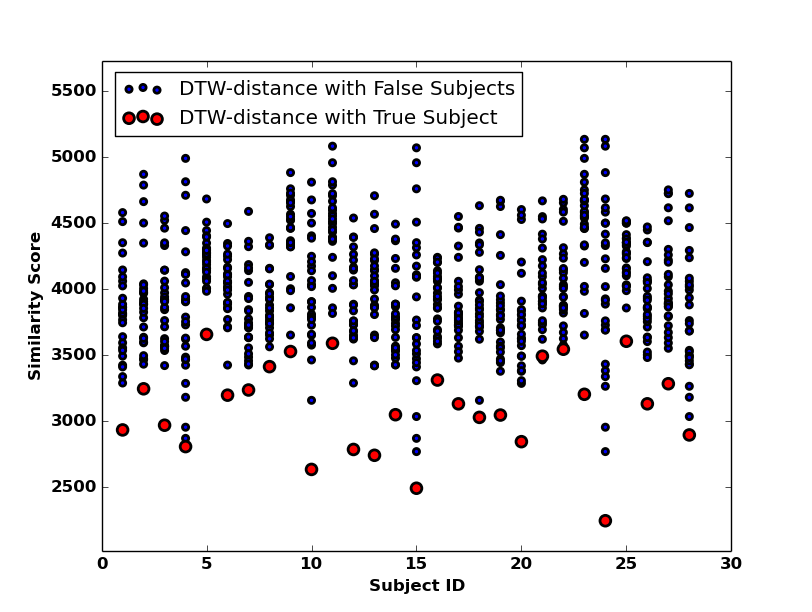 DTW-distance with False Subjects
DTW-distance with True Subject
5500
5000
4500
4000
3500
3000
2500
Similarity Score
0 5 10 15 20 25 30
Subject ID